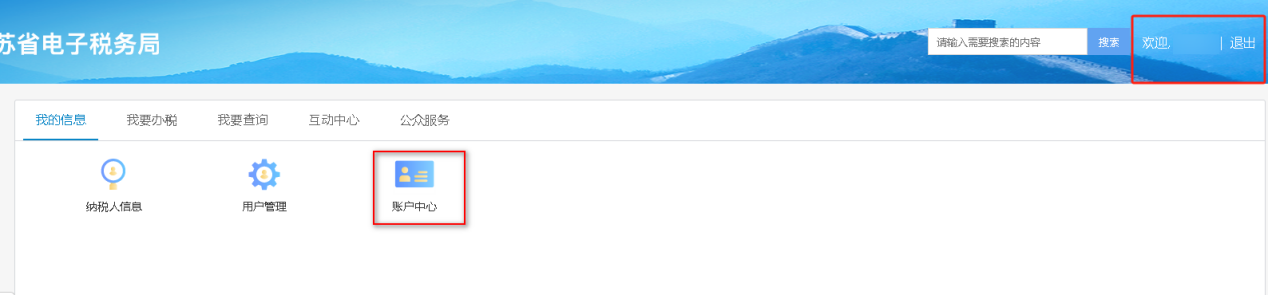 苏省电子税务局
请输入需要搜索的内容 搜索 欢迎, | 退出
我的信息 我要办税 我要查询 互动中心 公众服务
纳税人信息 用户管理 账户中心